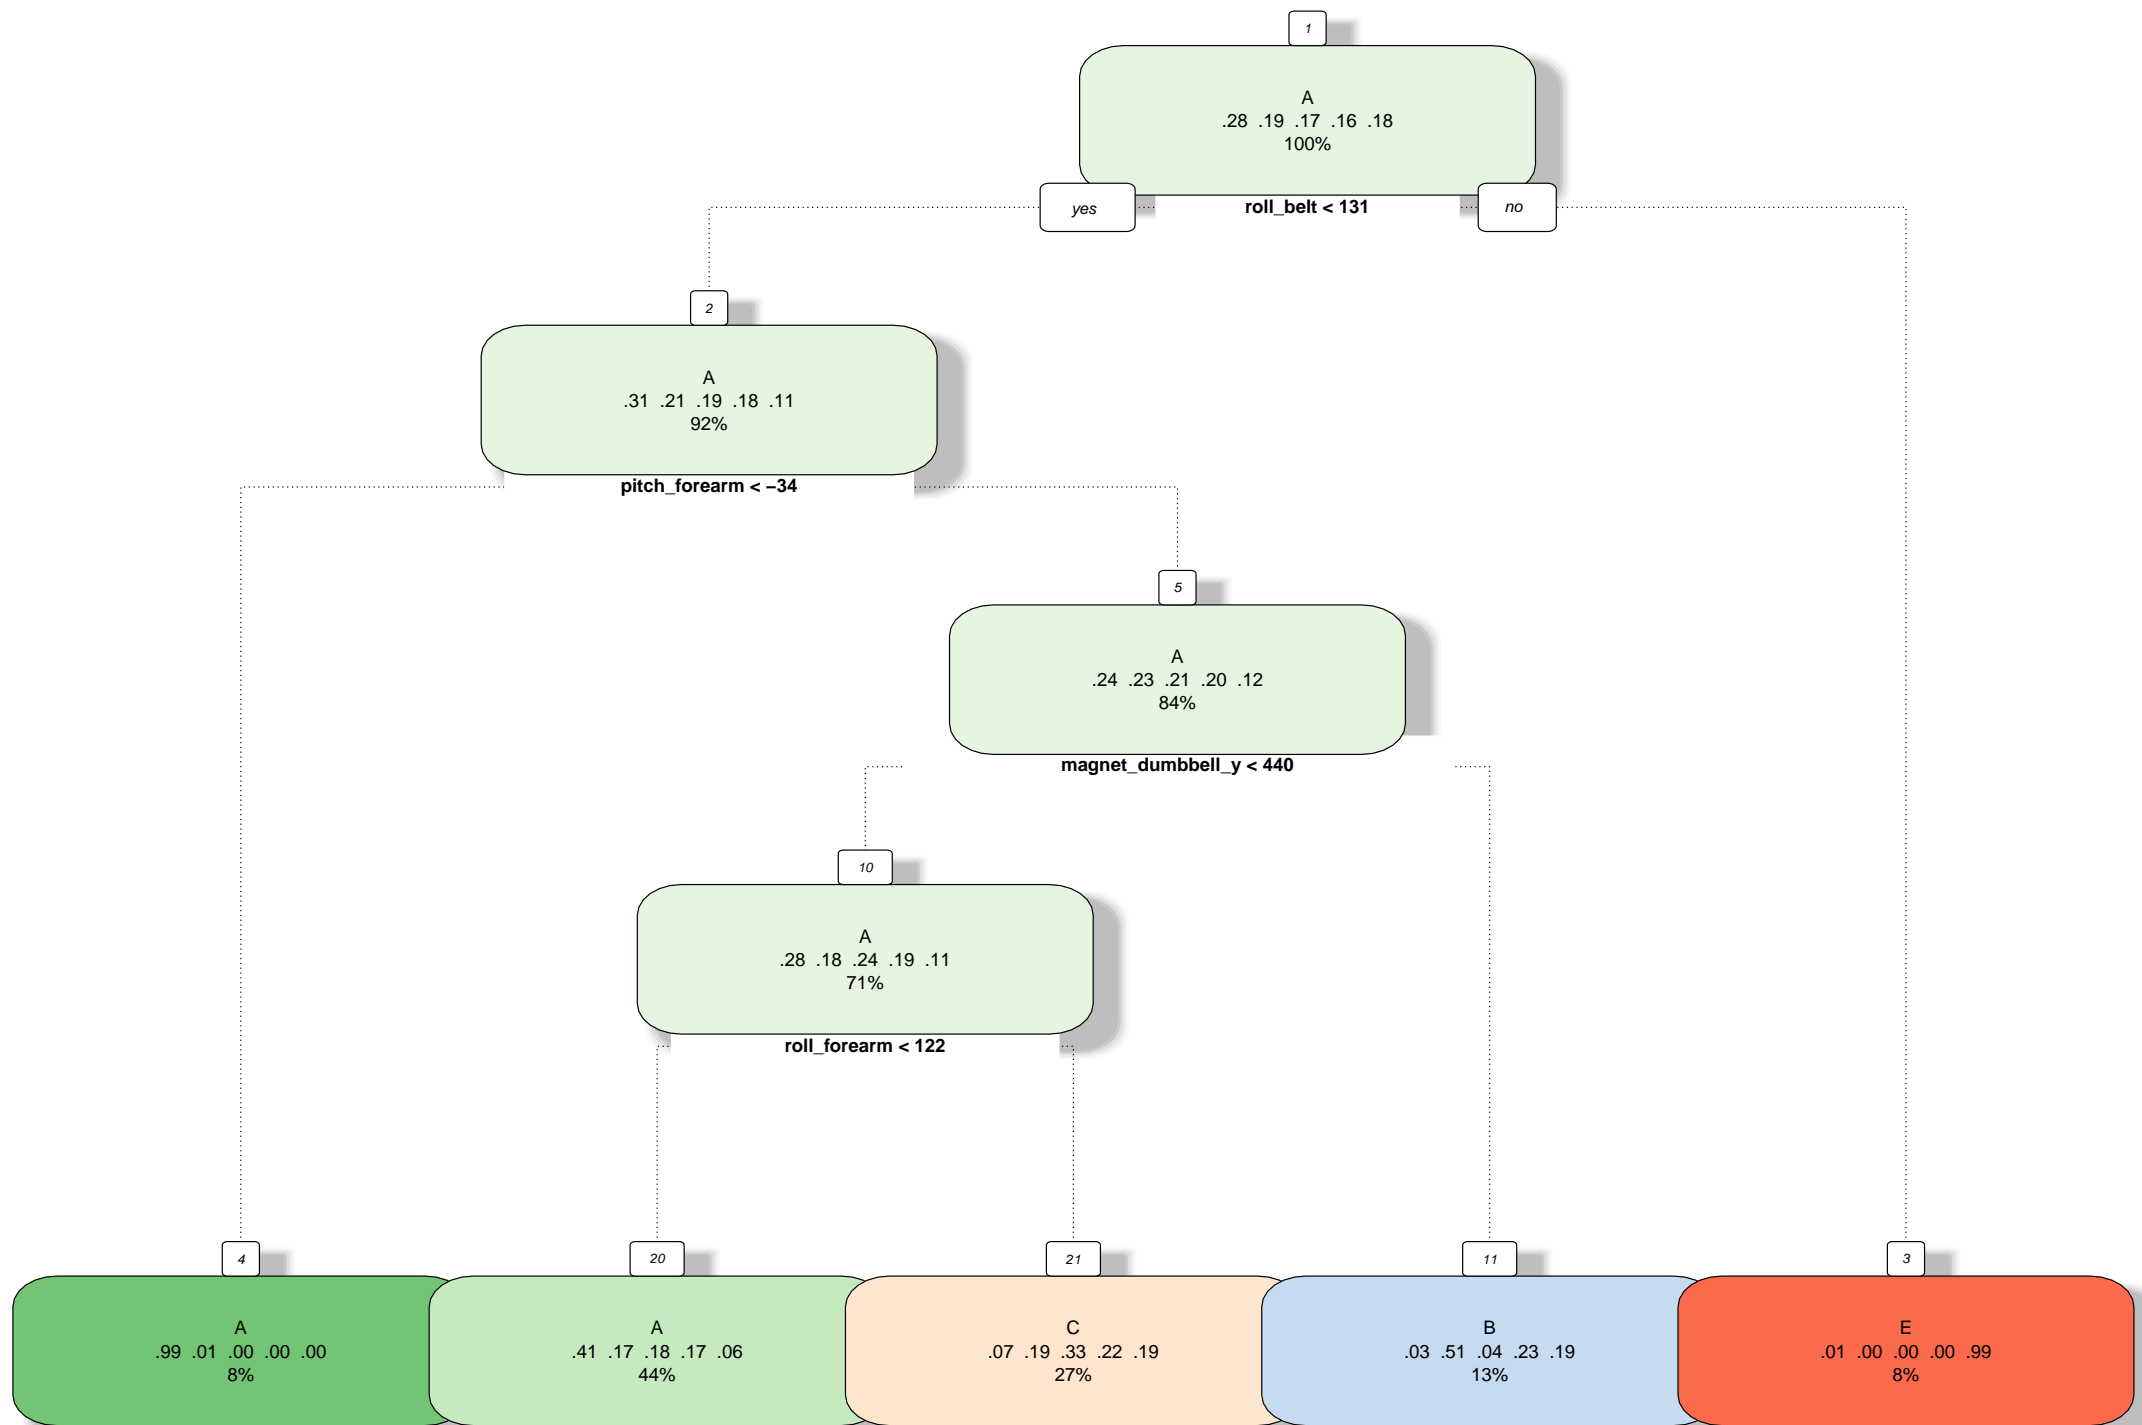 1
A
.28 .19 .17 .16 .18
100%
yes
roll_belt < 131
no
2
A
.31 .21 .19 .18 .11
92%
pitch_forearm < −34
5
A
.24 .23 .21 .20 .12
84%
magnet_dumbbell_y < 440
10
A
.28 .18 .24 .19 .11
71%
roll_forearm < 122
4
A
.99 .01 .00 .00 .00
8%
20
A
.41 .17 .18 .17 .06
44%
21
C
.07 .19 .33 .22 .19
27%
11
B
.03 .51 .04 .23 .19
13%
3
E
.01 .00 .00 .00 .99
8%